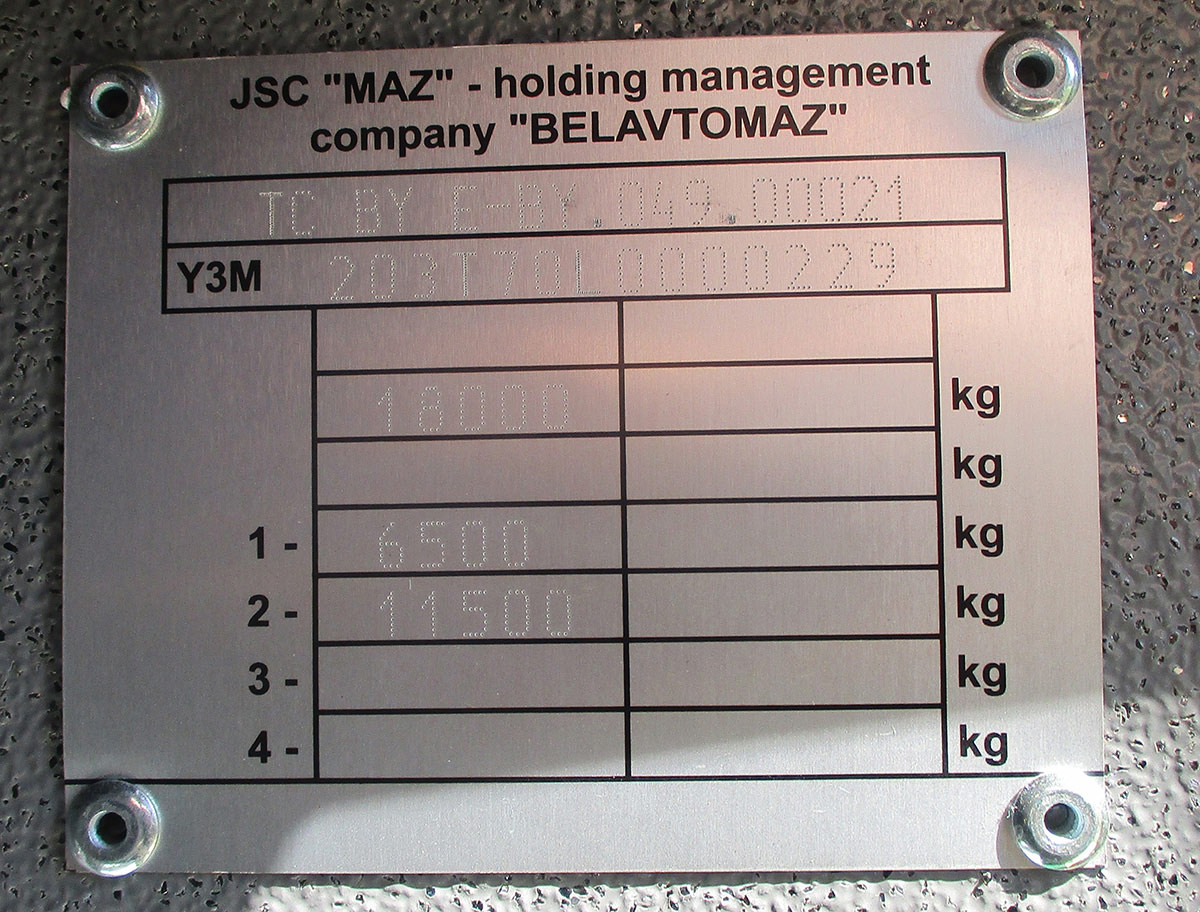 JSC "MAZ" - holding management
company "BELAVTOMAZ"
TC BY E-BY.049.00021
Y3M 203T70L0000229
18000 kg
kg
1 - 6500 kg
2 - 11500 kg
3 - kg
4 - kg